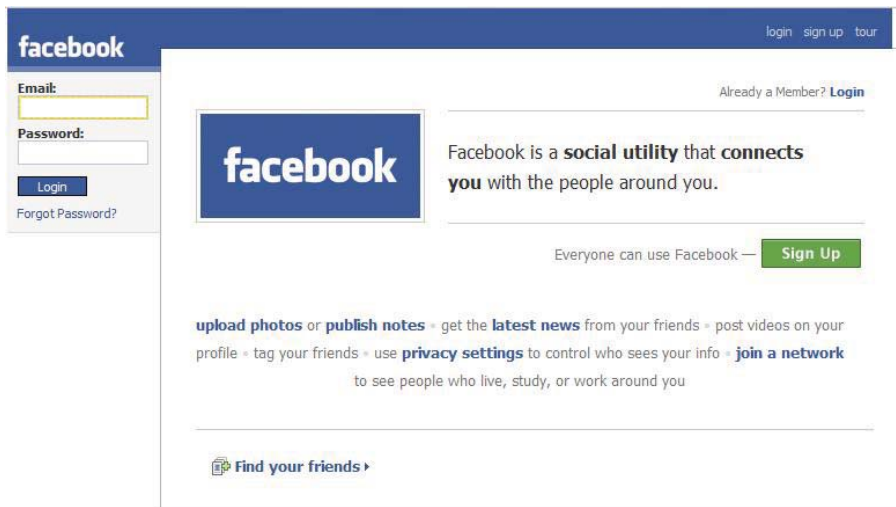 facebook
login sign up tour
Email:
Password:
Login
Forgot Password?
Already a Member? Login
facebook
Facebook is a social utility that connects
you with the people around you.
Everyone can use Facebook — Sign Up
upload photos or publish notes • get the latest news from your friends • post videos on your
profile • tag your friends • use privacy settings to control who sees your info • join a network
to see people who live, study, or work around you
Find your friends